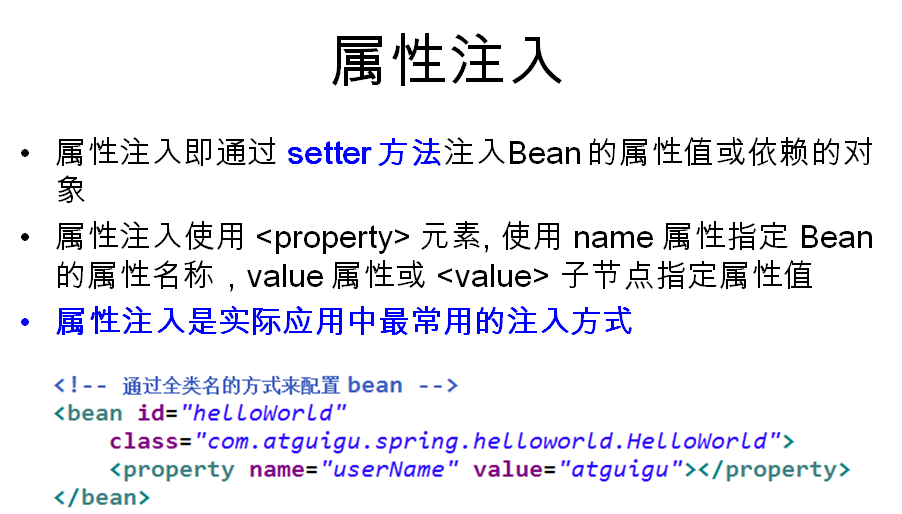 属性注入
• 属性注入即通过 setter 方法注入Bean 的属性值或依赖的对
象
• 属性注入使用 <property> 元素, 使用 name 属性指定 Bean
的属性名称，value 属性或 <value> 子节点指定属性值
• 属性注入是实际应用中最常用的注入方式
<!-- 通过全类名的方式来配置 bean -->
<bean id="helloWorld"
    class="com.atguigu.spring.helloworld.HelloWorld">
    <property name="userName" value="atguigu"></property>
</bean>